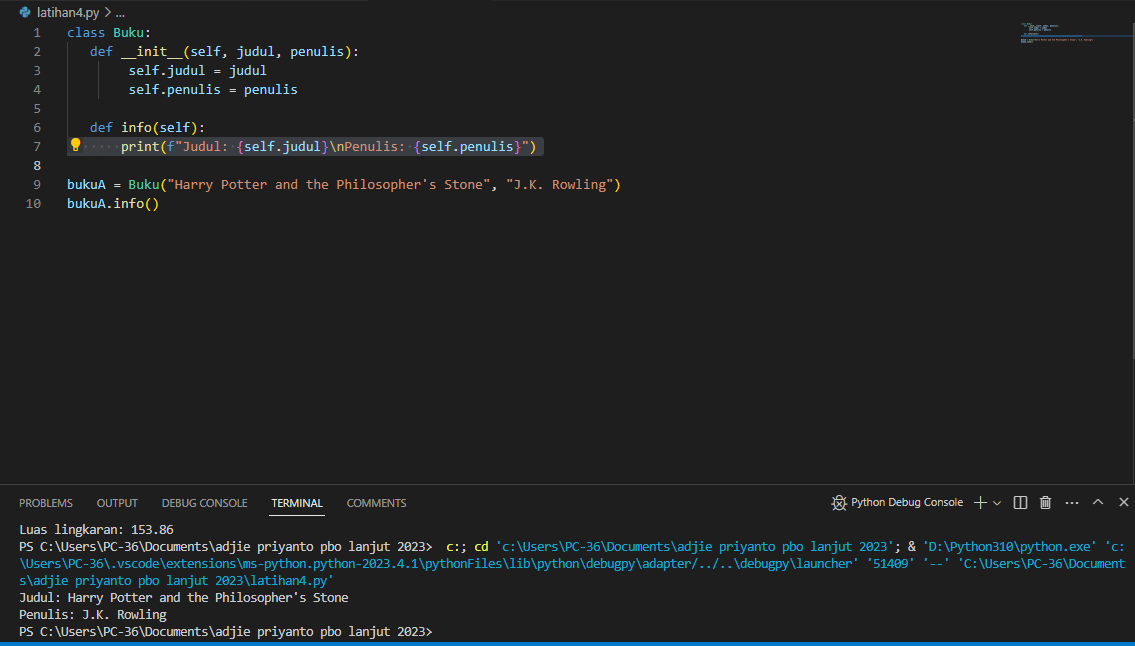 latihan4.py > ...
1 class Buku:
2 def __init__(self, judul, penulis):
3 self.judul = judul
4 self.penulis = penulis
5
6 def info(self):
7 ······print(f"Judul:·{self.judul}\nPenulis:·{self.penulis}")
8
9 bukuA = Buku("Harry Potter and the Philosopher's Stone", "J.K. Rowling")
10 bukuA.info()
PROBLEMS OUTPUT DEBUG CONSOLE TERMINAL COMMENTS Python Debug Console
Luas lingkaran: 153.86
PS C:\Users\PC-36\Documents\adjie priyanto pbo lanjut 2023>  c:; cd 'c:\Users\PC-36\Documents\adjie priyanto pbo lanjut 2023'; & 'D:\Python310\python.exe' 'c:
\Users\PC-36\.vscode\extensions\ms-python.python-2023.4.1\pythonFiles\lib\python\debugpy\adapter/../..\debugpy\launcher' '51409' '--' 'C:\Users\PC-36\Document
s\adjie priyanto pbo lanjut 2023\latihan4.py'
Judul: Harry Potter and the Philosopher's Stone
Penulis: J.K. Rowling
PS C:\Users\PC-36\Documents\adjie priyanto pbo lanjut 2023>